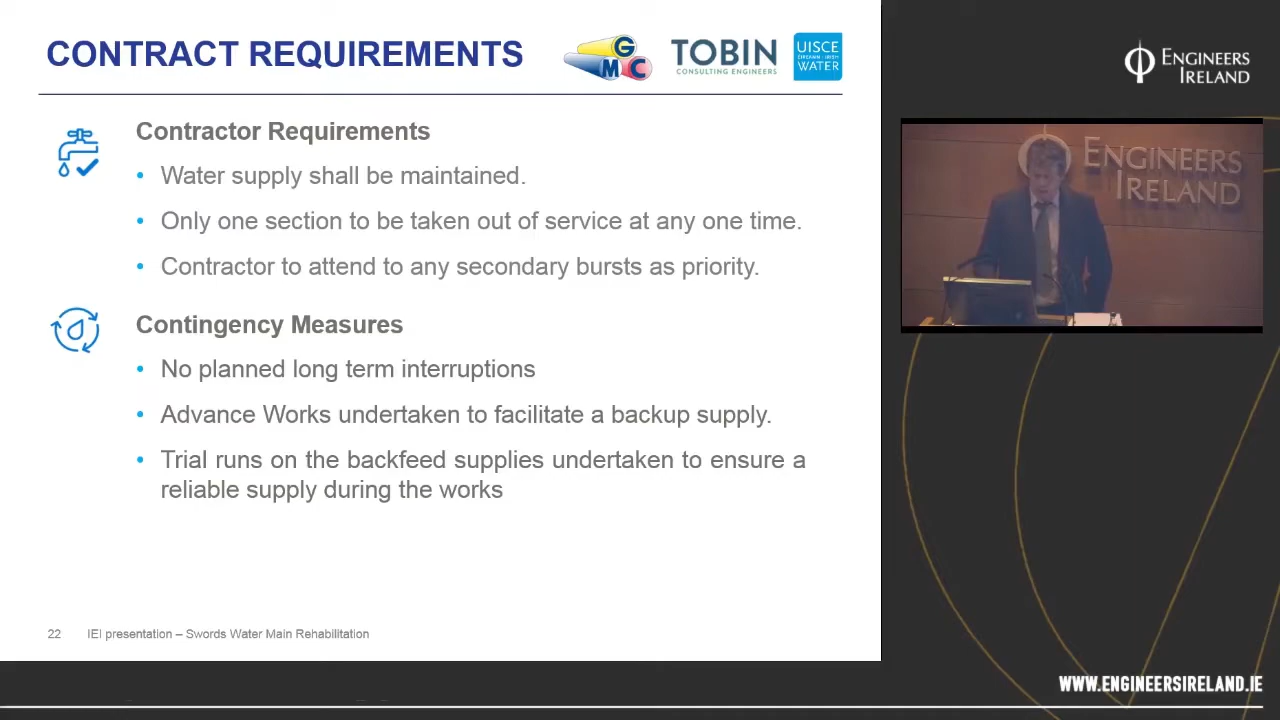 CONTRACT REQUIREMENTS
GMC
TOBIN
CONSULTING ENGINEERS
UISCE
ÉIREANN : IRISH
WATER
ENGINEERS
IRELAND
Contractor Requirements
• Water supply shall be maintained.
• Only one section to be taken out of service at any one time.
• Contractor to attend to any secondary bursts as priority.
Contingency Measures
• No planned long term interruptions
• Advance Works undertaken to facilitate a backup supply.
• Trial runs on the backfeed supplies undertaken to ensure a
reliable supply during the works
22 IEI presentation – Swords Water Main Rehabilitation
ENGINEERS
IRELAND
WWW.ENGINEERSIRELAND.IE